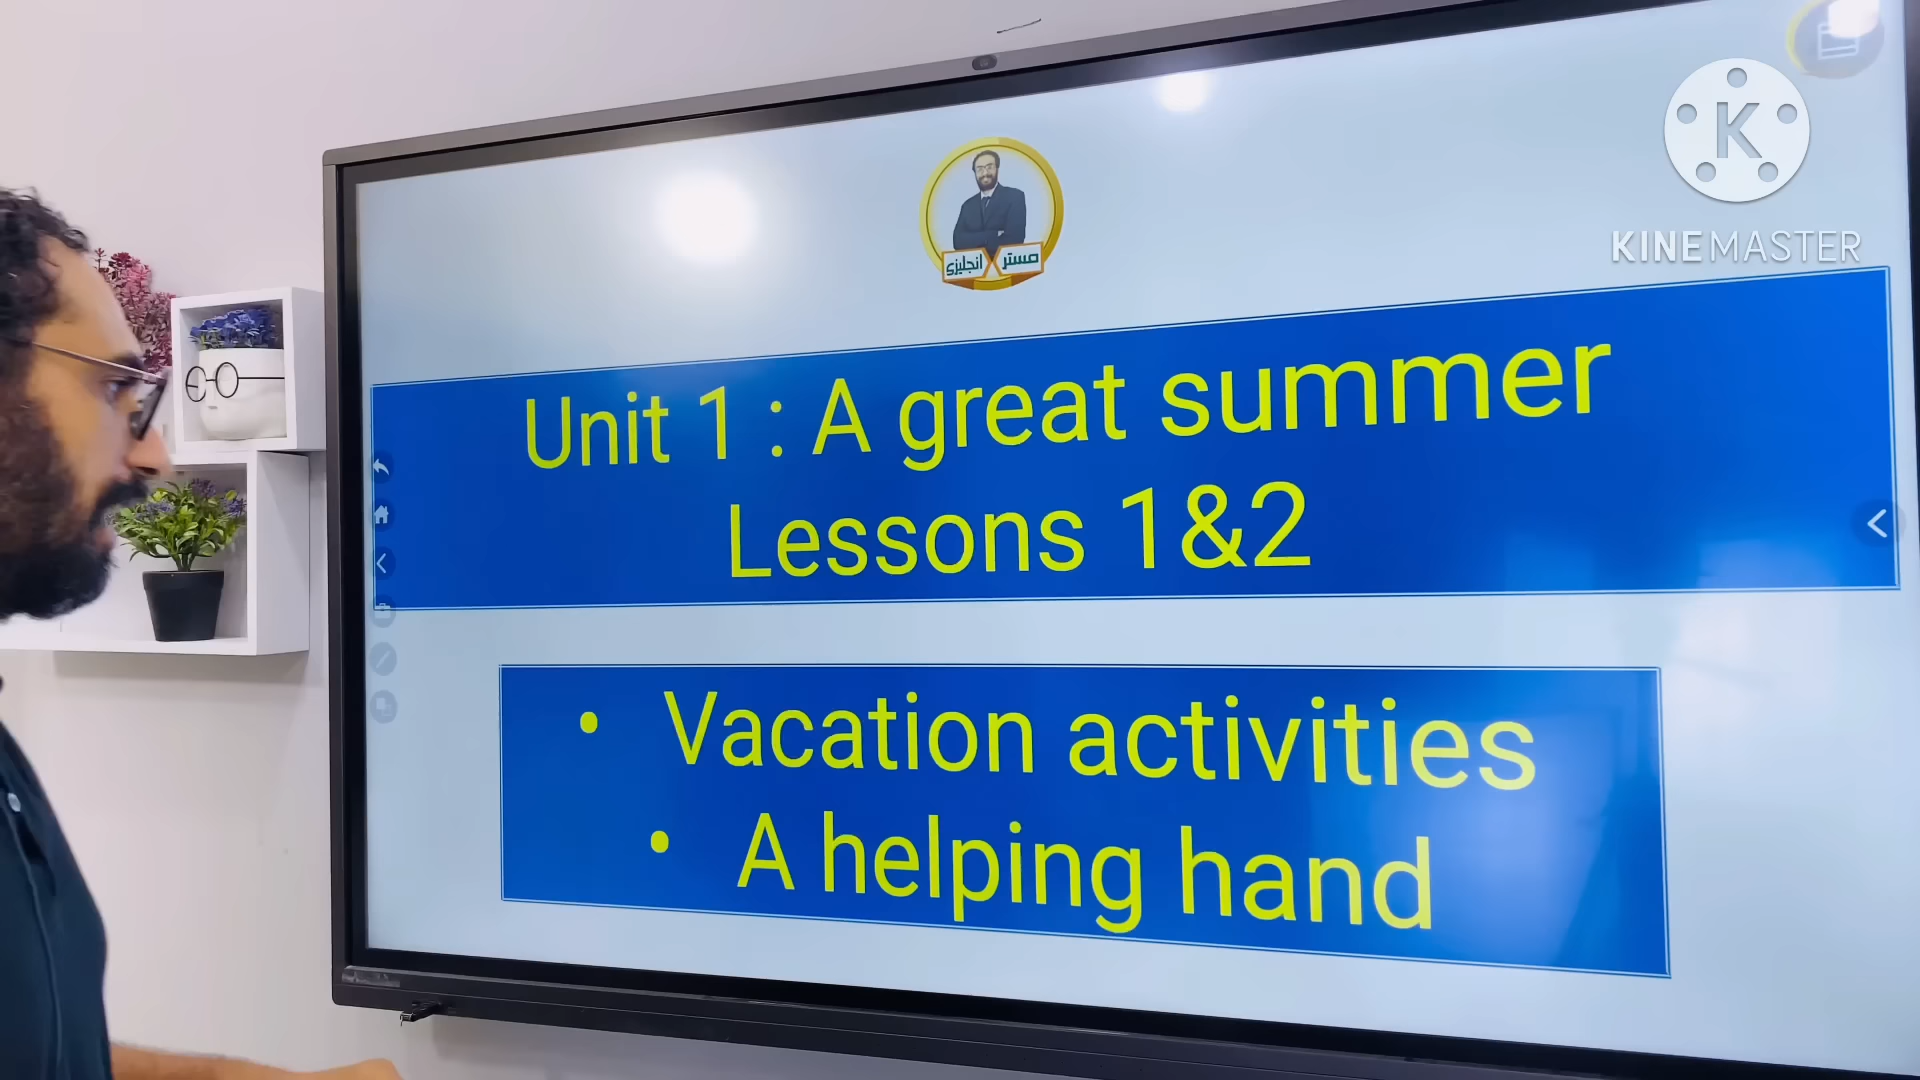 K
KINEMASTER
مستر X انجليزي
Unit 1 : A great summer
Lessons 1&2
• Vacation activities
• A helping hand